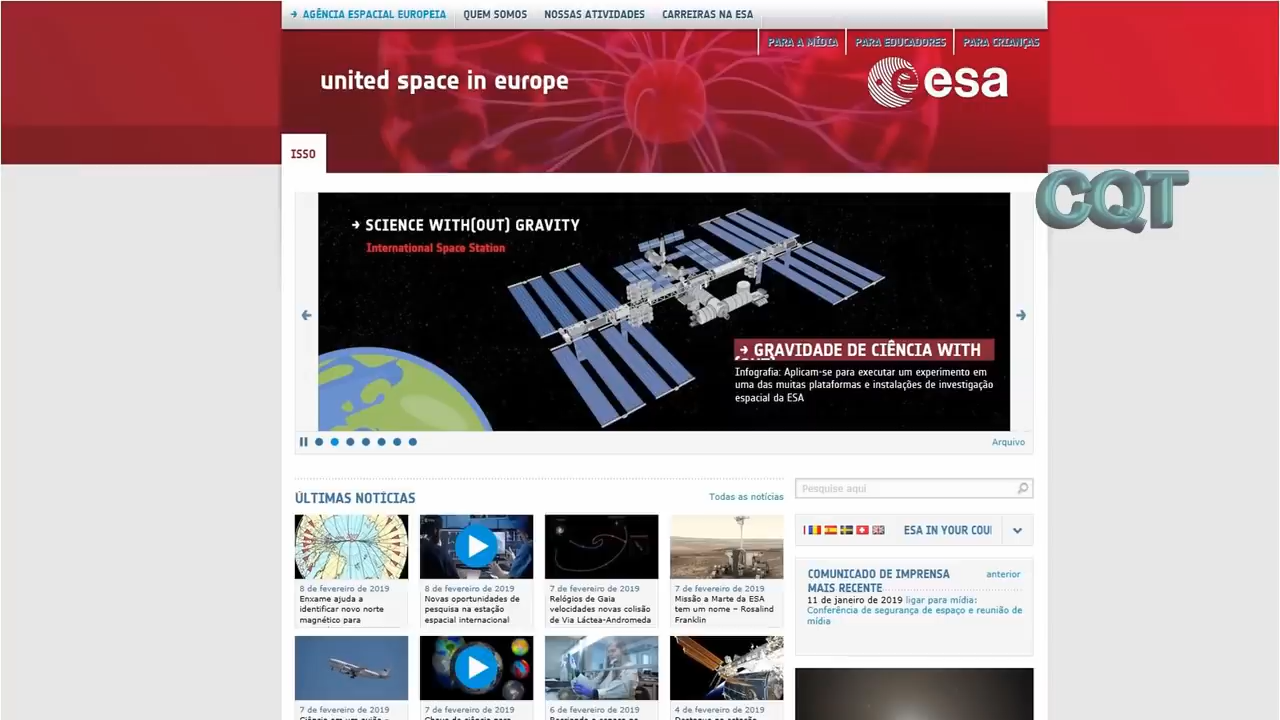 AGÊNCIA ESPACIAL EUROPEIA QUEM SOMOS NOSSAS ATIVIDADES CARREIRAS NA ESA
PARA A MÍDIA PARA EDUCADORES PARA CRIANÇAS
united space in europe
esa
ISSO
CQT
SCIENCE WITH(OUT) GRAVITY
International Space Station
GRAVIDADE DE CIÊNCIA WITH
Infografia: Aplicam-se para executar um experimento em
uma das muitas plataformas e instalações de investigação
espacial da ESA
Arquivo
ÚLTIMAS NOTÍCIAS
Todas as notícias
8 de fevereiro de 2019
Enxame ajuda a
identificar novo norte
magnético para
8 de fevereiro de 2019
Novas oportunidades de
pesquisa na estação
espacial internacional
7 de fevereiro de 2019
Relógios de Gaia
velocidades novas colisão
de Via Láctea-Andromeda
7 de fevereiro de 2019
Missão a Marte da ESA
tem um nome – Rosalind
Franklin
7 de fevereiro de 2019
7 de fevereiro de 2019
6 de fevereiro de 2019
4 de fevereiro de 2019
Pesquise aqui
ESA IN YOUR COU
COMUNICADO DE IMPRENSA
MAIS RECENTE
anterior
11 de janeiro de 2019 ligar para mídia:
Conferência de segurança de espaço e reunião de
mídia